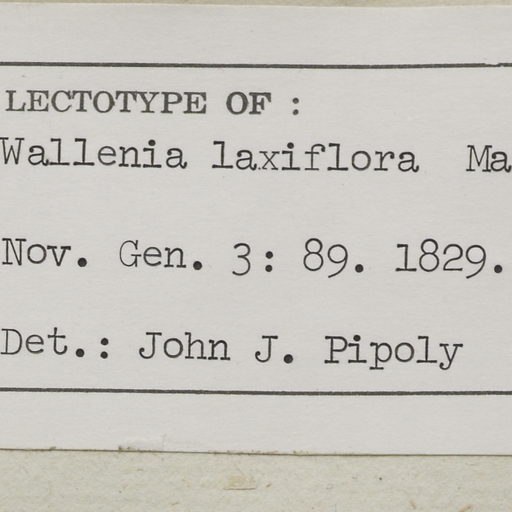 LECTOTYPE OF :
Wallenia laxiflora Ma
Nov. Gen. 3: 89. 1829.
Det.: John J. Pipoly